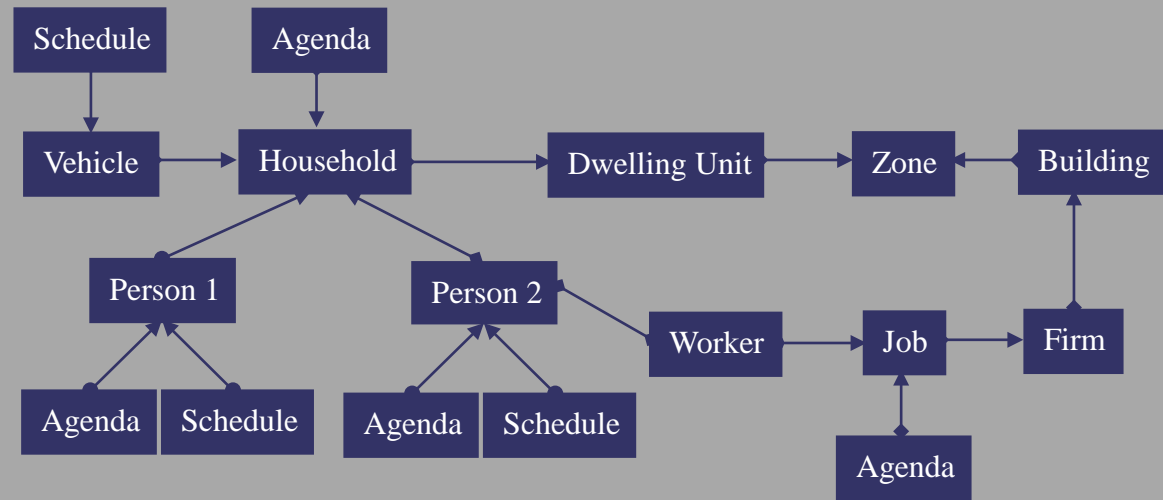 Schedule
Agenda
Vehicle
Household
Dwelling Unit
Zone
Building
Person 1
Person 2
Worker
Job
Firm
Agenda
Schedule
Agenda
Schedule
Agenda